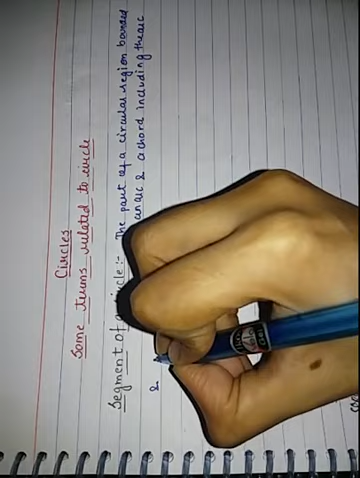 Circles
Some terms related to circle
Segment of a circle:- The part of a circular region bounded
an arc & a chord including the arc
&